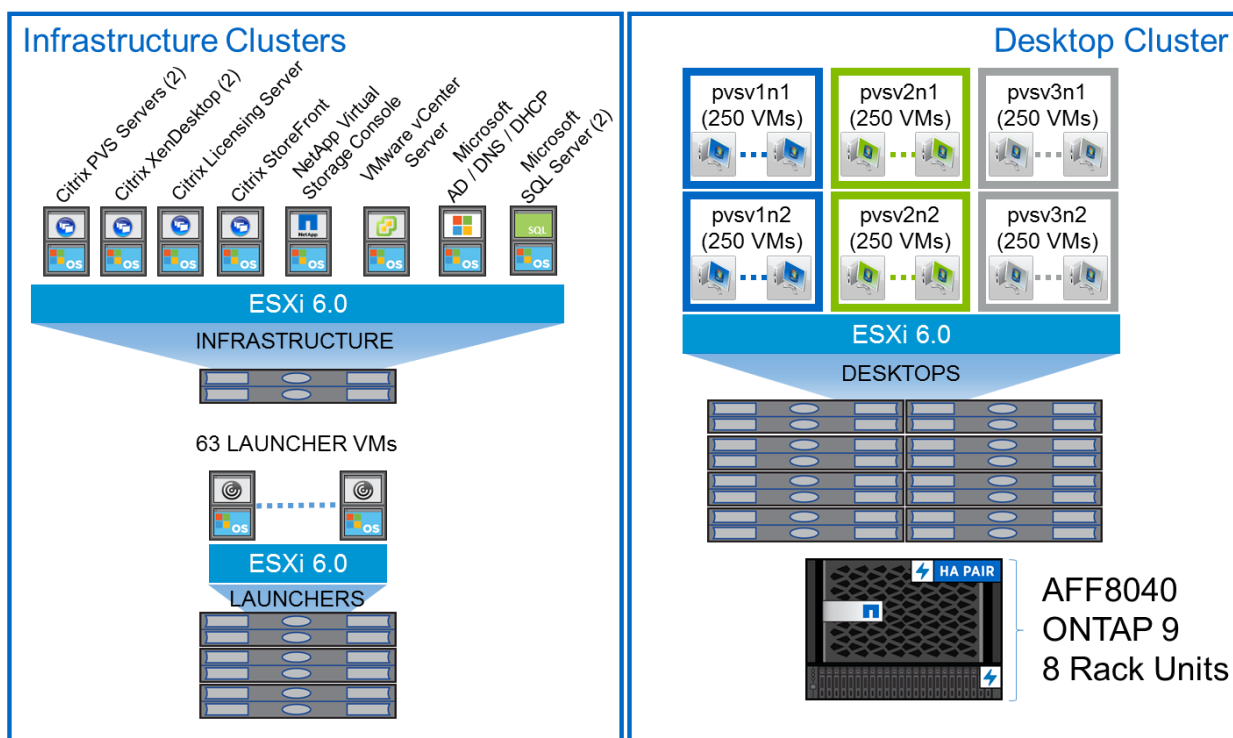 Infrastructure Clusters
Citrix PVS Servers (2)
Citrix XenDesktop (2)
Citrix Licensing Server
Citrix StoreFront
NetApp Virtual
Storage Console
VMware vCenter
Server
Microsoft
AD / DNS / DHCP
Microsoft
SQL Server (2)
NetApp
SQL
OS
OS
OS
OS
OS
OS
OS
OS
ESXi 6.0
INFRASTRUCTURE
63 LAUNCHER VMs
OS
OS
ESXi 6.0
LAUNCHERS
Desktop Cluster
pvsv1n1
(250 VMs)
pvsv2n1
(250 VMs)
pvsv3n1
(250 VMs)
pvsv1n2
(250 VMs)
pvsv2n2
(250 VMs)
pvsv3n2
(250 VMs)
ESXi 6.0
DESKTOPS
HA PAIR
AFF8040
ONTAP 9
8 Rack Units